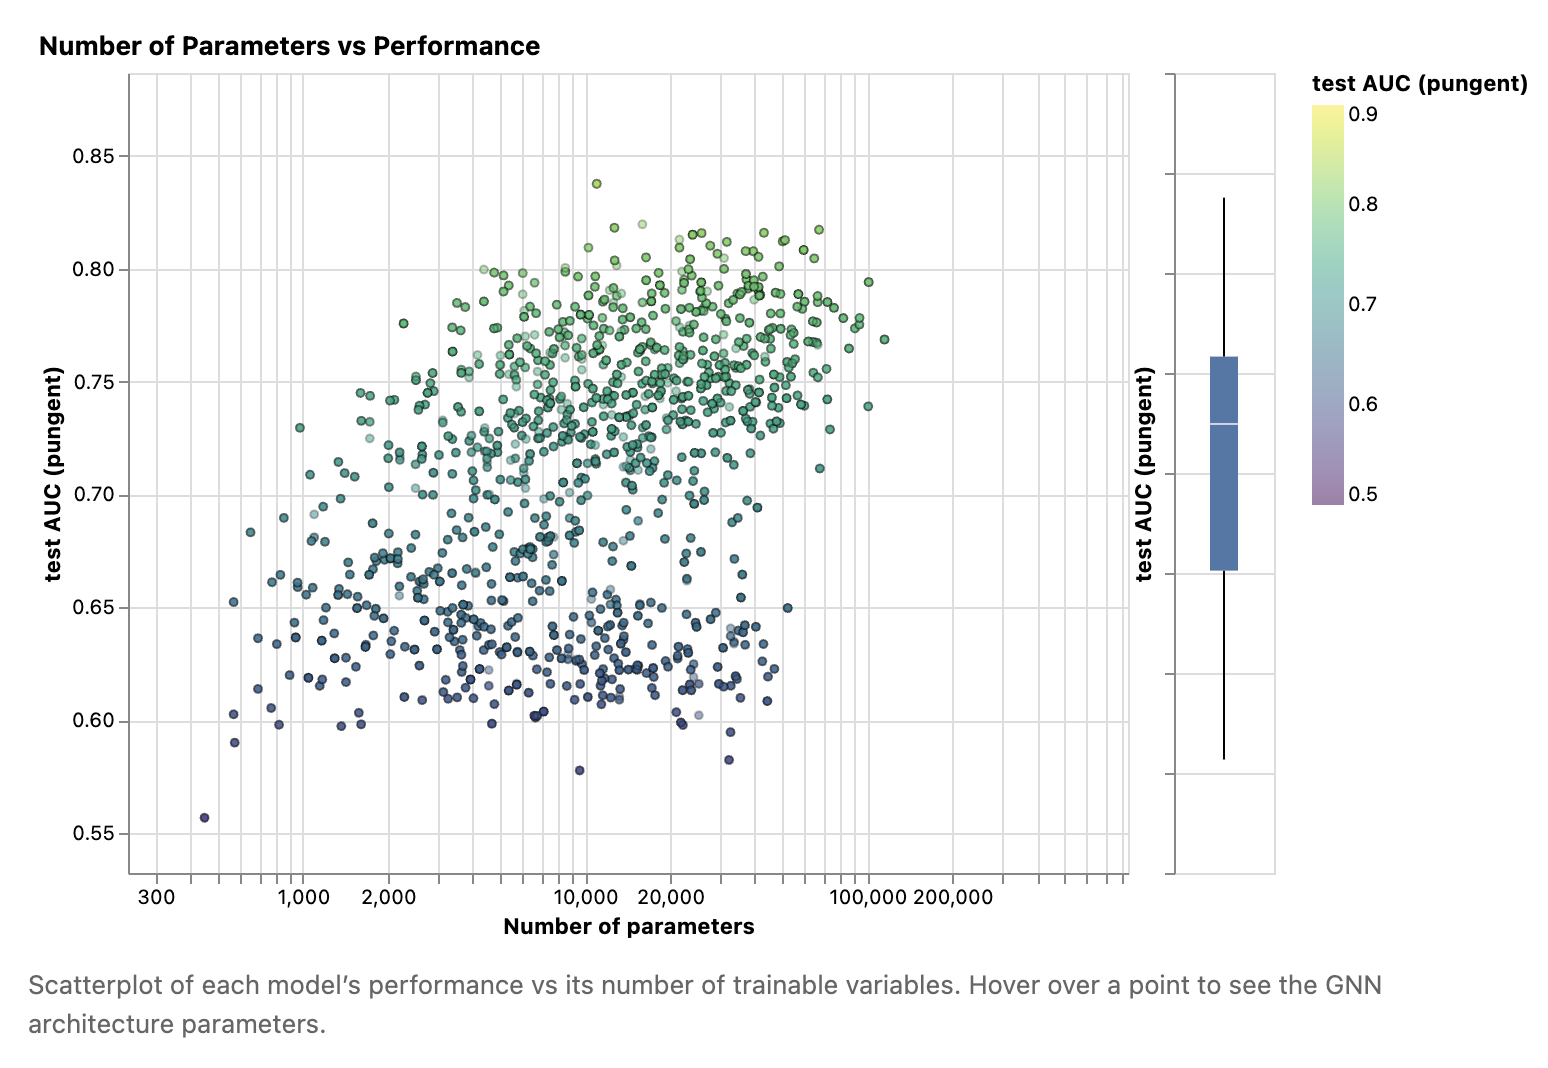 Number of Parameters vs Performance
test AUC (pungent)
0.85
0.80
0.75
0.70
0.65
0.60
0.55
test AUC (pungent)
300
1,000
2,000
10,000
20,000
100,000
200,000
Number of parameters
test AUC (pungent)
0.9
0.8
0.7
0.6
0.5
Scatterplot of each model’s performance vs its number of trainable variables. Hover over a point to see the GNN
architecture parameters.